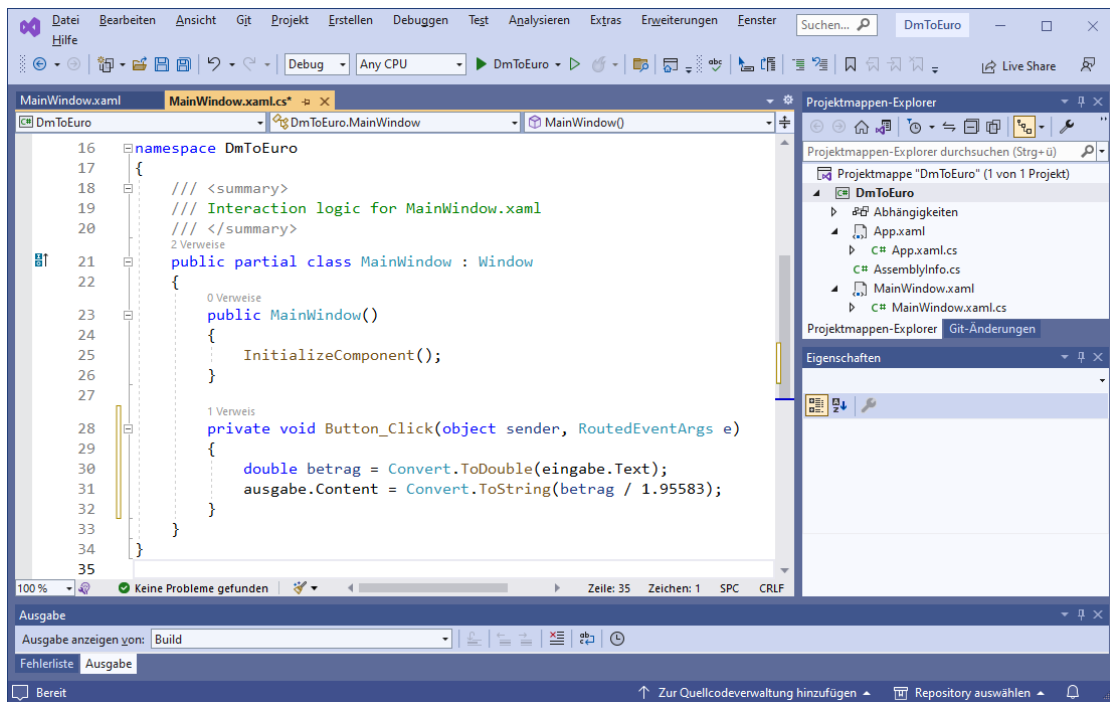 Datei Bearbeiten Ansicht Git Projekt Erstellen Debuggen Test Analysieren Extras Erweiterungen Fenster Suchen... DmToEuro
Hilfe
Debug Any CPU DmToEuro Live Share
MainWindow.xaml MainWindow.xaml.cs*
DmToEuro DmToEuro.MainWindow MainWindow()
16 namespace DmToEuro
17 {
18 /// <summary>
19 /// Interaction logic for MainWindow.xaml
20 /// </summary>
2 Verweise
21 public partial class MainWindow : Window
22 {
0 Verweise
23 public MainWindow()
24 {
25 InitializeComponent();
26 }
27
1 Verweis
28 private void Button_Click(object sender, RoutedEventArgs e)
29 {
30 double betrag = Convert.ToDouble(eingabe.Text);
31 ausgabe.Content = Convert.ToString(betrag / 1.95583);
32 }
33 }
34 }
35
100 % Keine Probleme gefunden Zeile: 35 Zeichen: 1 SPC CRLF
Projektmappen-Explorer
Projektmappen-Explorer durchsuchen (Strg+ü)
Projektmappe "DmToEuro" (1 von 1 Projekt)
C# DmToEuro
Abhängigkeiten
App.xaml
C# App.xaml.cs
C# AssemblyInfo.cs
MainWindow.xaml
C# MainWindow.xaml.cs
Projektmappen-Explorer Git-Änderungen
Eigenschaften
Ausgabe
Ausgabe anzeigen von: Build
Fehlerliste Ausgabe
Bereit Zur Quellcodeverwaltung hinzufügen Repository auswählen